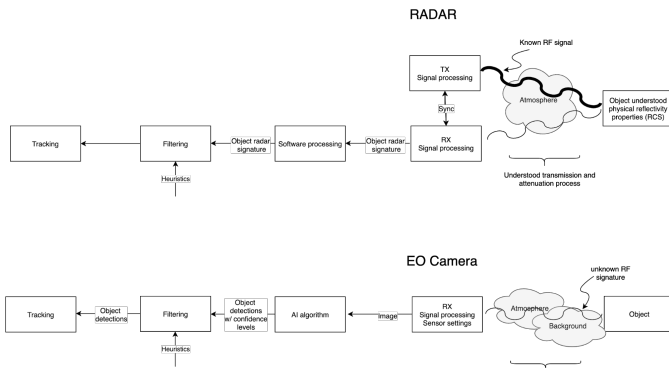 RADAR
Known RF signal
TX
Signal processing
Atmosphere
Object understood
physical reflectivity
properties (RCS)
Sync
Tracking
Filtering
Object radar
signature
Software processing
Object radar
signature
RX
Signal processing
Heuristics
Understood transmission and
attenuation process
EO Camera
unknown RF
signature
Tracking
Object
detections
Filtering
Object
detections
w/ confidence
levels
AI algorithm
Image
RX
Signal processing
Sensor settings
Atmosphere
Background
Object
Heuristics